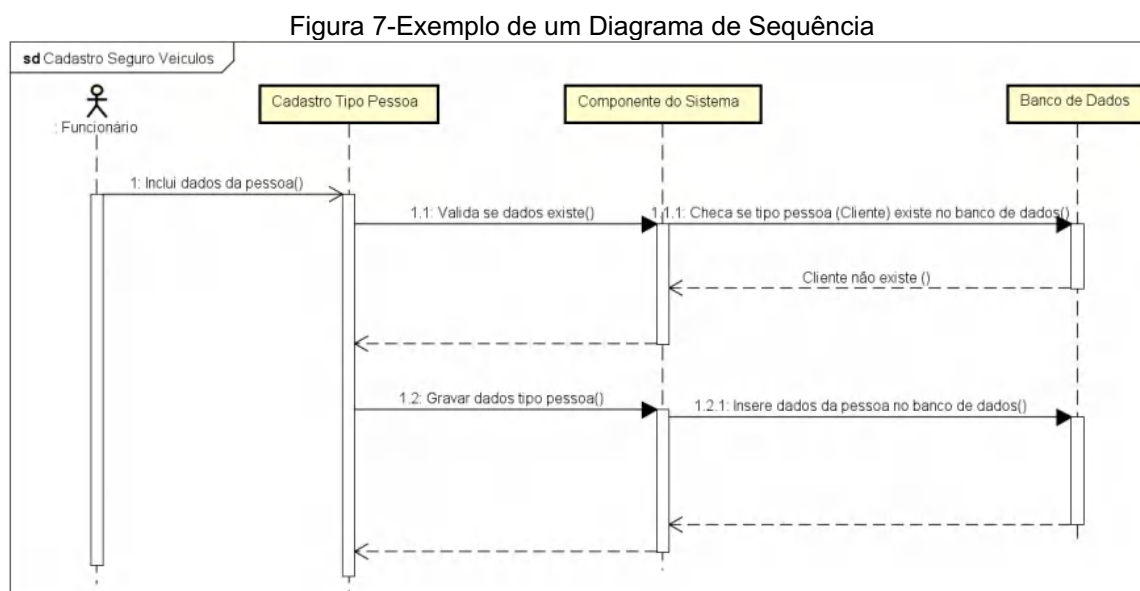 Figura 7-Exemplo de um Diagrama de Sequência
sd Cadastro Seguro Veiculos
: Funcionário
Cadastro Tipo Pessoa
Componente do Sistema
Banco de Dados
1: Inclui dados da pessoa()
1.1: Valida se dados existe()
1.1.1: Checa se tipo pessoa (Cliente) existe no banco de dados()
Cliente não existe ()
1.2: Gravar dados tipo pessoa()
1.2.1: Insere dados da pessoa no banco de dados()